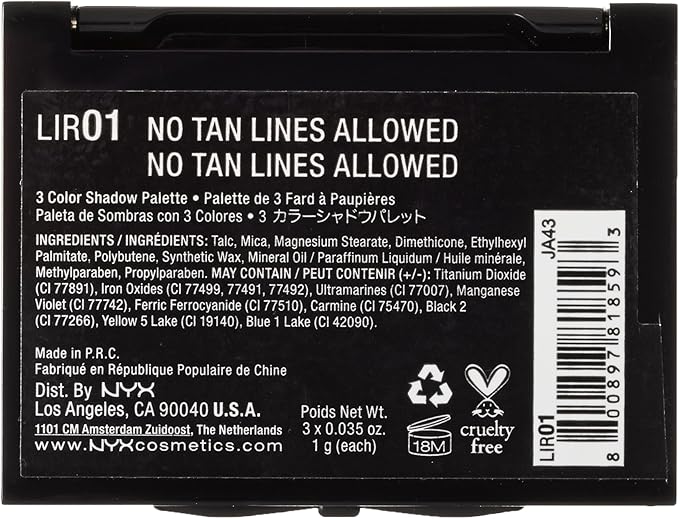 LIR01 NO TAN LINES ALLOWED
NO TAN LINES ALLOWED
3 Color Shadow Palette • Palette de 3 Fard à Paupières
Paleta de Sombras con 3 Colores • 3 カラーシャドウパレット
INGREDIENTS / INGRÉDIENTS: Talc, Mica, Magnesium Stearate, Dimethicone, Ethylhexyl
Palmitate, Polybutene, Synthetic Wax, Mineral Oil / Paraffinum Liquidum / Huile minérale,
Methylparaben, Propylparaben. MAY CONTAIN / PEUT CONTENIR (+/-): Titanium Dioxide
(CI 77891), Iron Oxides (CI 77499, 77491, 77492), Ultramarines (CI 77007), Manganese
Violet (CI 77742), Ferric Ferrocyanide (CI 77510), Carmine (CI 75470), Black 2
(CI 77266), Yellow 5 Lake (CI 19140), Blue 1 Lake (CI 42090).
Made in P.R.C.
Fabriqué en République Populaire de Chine
Dist. By NYX
Los Angeles, CA 90040 U.S.A.
1101 CM Amsterdam Zuidoost, The Netherlands
www.NYXcosmetics.com
Poids Net Wt.
3 x 0.035 oz.
1 g (each)
18M
cruelty
free
JA43
8 00897 81859 3
LIR01